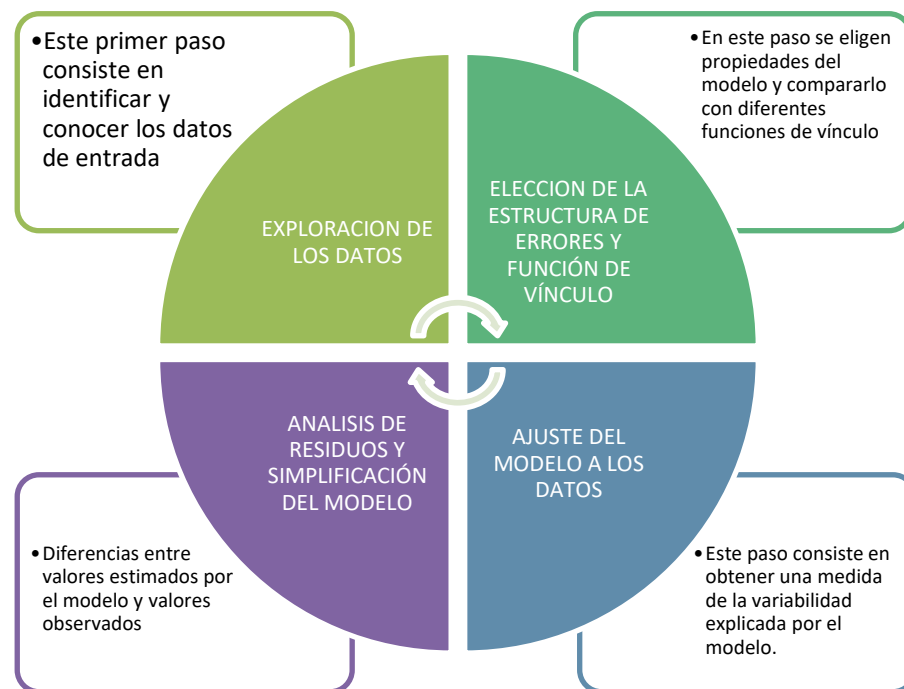 •Este primer paso
consiste en
identificar y
conocer los datos
de entrada
•En este paso se eligen
propiedades del
modelo y compararlo
con diferentes
funciones de vínculo
EXPLORACION DE
LOS DATOS
ELECCION DE LA
ESTRUCTURA DE
ERRORES Y
FUNCIÓN DE
VÍNCULO
ANALISIS DE
RESIDUOS Y
SIMPLIFICACIÓN
DEL MODELO
AJUSTE DEL
MODELO A LOS
DATOS
•Diferencias entre
valores estimados por
el modelo y valores
observados
•Este paso consiste en
obtener una medida
de la variabilidad
explicada por el
modelo.